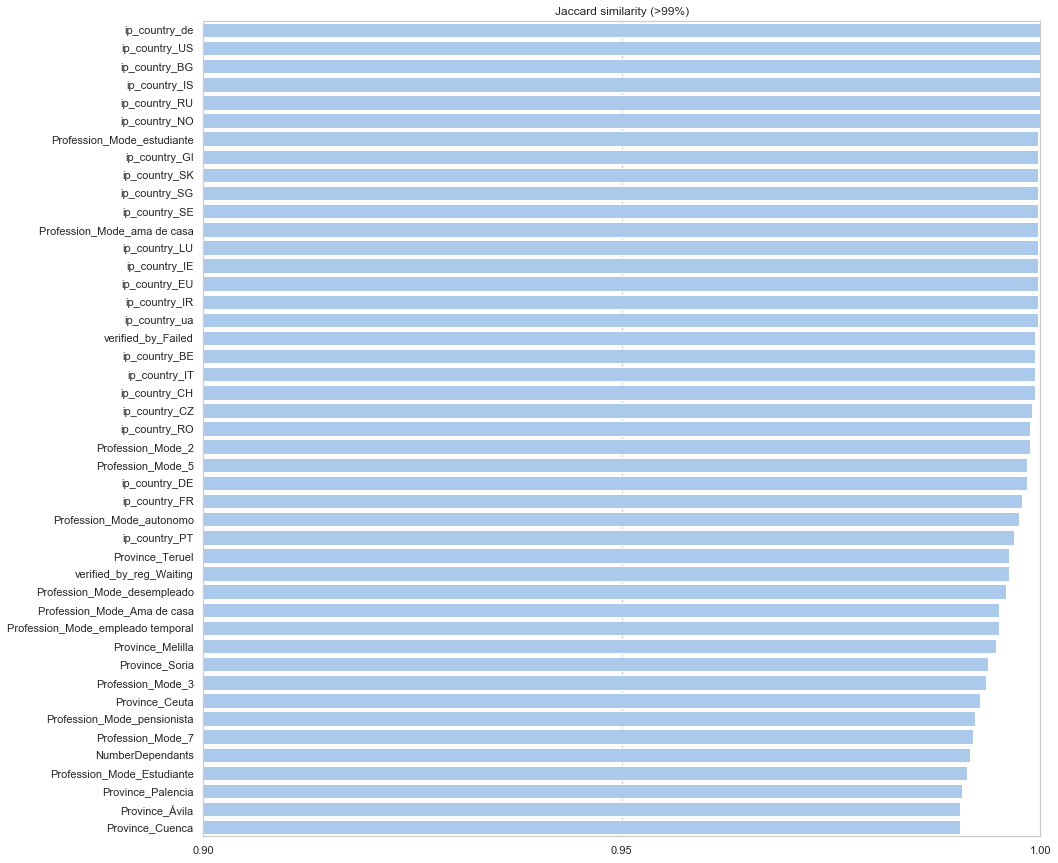 Jaccard similarity (>99%)
ip_country_de
ip_country_US
ip_country_BG
ip_country_IS
ip_country_RU
ip_country_NO
Profession_Mode_estudiante
ip_country_GI
ip_country_SK
ip_country_SG
ip_country_SE
Profession_Mode_ama de casa
ip_country_LU
ip_country_IE
ip_country_EU
ip_country_IR
ip_country_ua
verified_by_Failed
ip_country_BE
ip_country_IT
ip_country_CH
ip_country_CZ
ip_country_RO
Profession_Mode_2
Profession_Mode_5
ip_country_DE
ip_country_FR
Profession_Mode_autonomo
ip_country_PT
Province_Teruel
verified_by_reg_Waiting
Profession_Mode_desempleado
Profession_Mode_Ama de casa
Profession_Mode_empleado temporal
Province_Melilla
Province_Soria
Profession_Mode_3
Province_Ceuta
Profession_Mode_pensionista
Profession_Mode_7
NumberDependants
Profession_Mode_Estudiante
Province_Palencia
Province_Ávila
Province_Cuenca
0.90 0.95 1.00